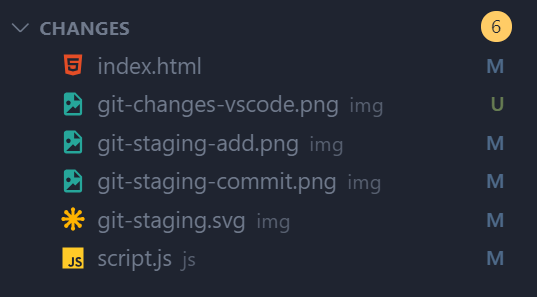 CHANGES 6
index.html M
git-changes-vscode.png img U
git-staging-add.png img M
git-staging-commit.png img M
git-staging.svg img M
JS script.js js M